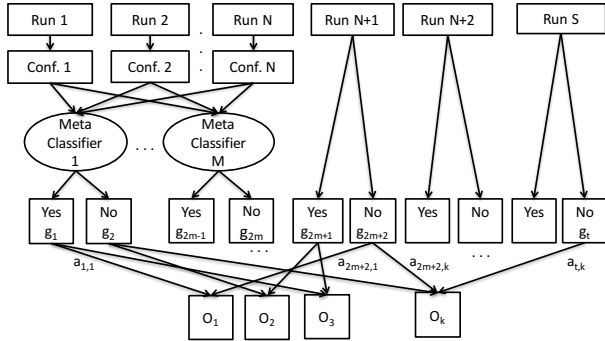 Run 1 Run 2 . Run N Run N+1 Run N+2 Run S
.
Conf. 1 Conf. 2 . Conf. N
.
Meta Classifier 1 . . . Meta Classifier M
Yes No Yes No Yes No Yes No Yes No
g1 g2 g2m-1 g2m g2m+1 g2m+2 gt
. . . . . .
a1,1 a2m+2,1 a2m+2,k at,k
O1 O2 O3 Ok